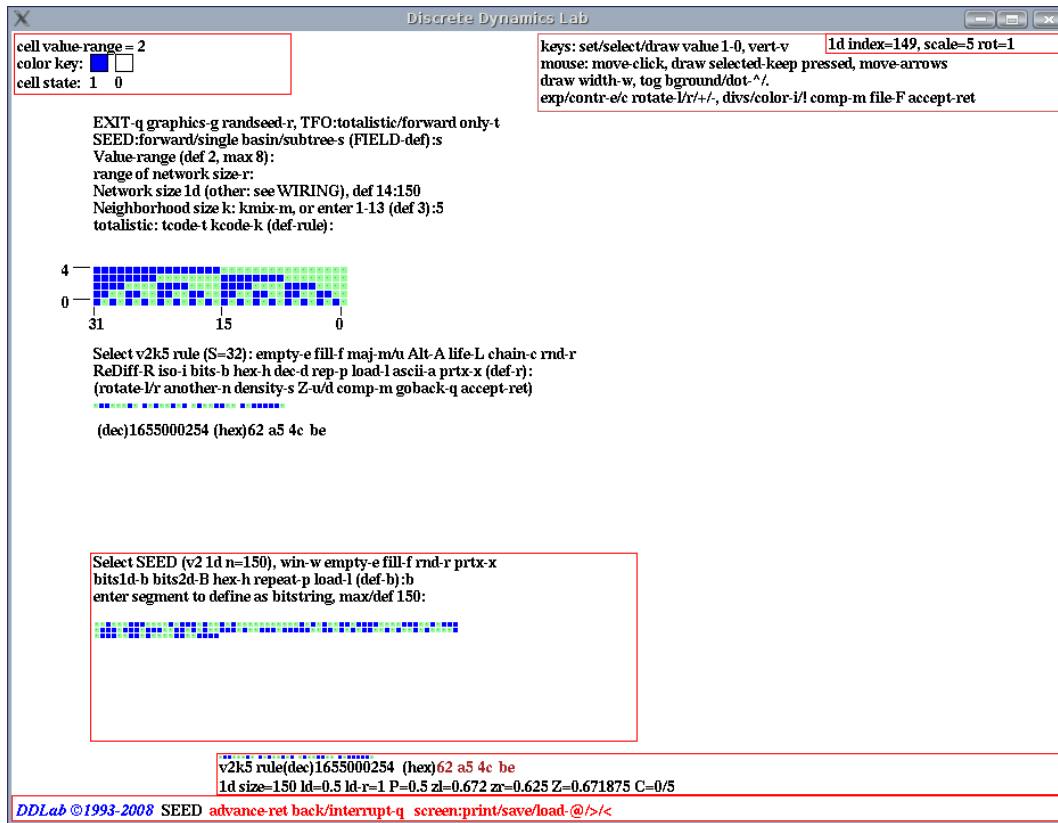 Discrete Dynamics Lab
cell value-range = 2
color key:
cell state: 1 0
keys: set/select/draw value 1-0, vert-v
1d index=149, scale=5 rot=1
mouse: move-click, draw selected-keep pressed, move-arrows
draw width-w, tog bground/dot-^/.
exp/contr-e/c rotate-l/r/+/-, divs/color-i/! comp-m file-F accept-ret
EXIT-q graphics-g randseed-r, TFO:totalistic/forward only-t
SEED:forward/single basin/subtree-s (FIELD-def):s
Value-range (def 2, max 8):
range of network size-r:
Network size 1d (other: see WIRING), def 14:150
Neighborhood size k: kmix-m, or enter 1-13 (def 3):5
totalistic: tcode-t kcode-k (def-rule):
4
0
31 15 0
Select v2k5 rule (S=32): empty-e fill-f maj-m/u Alt-A life-L chain-c rnd-r
ReDiff-R iso-i bits-b hex-h dec-d rep-p load-l ascii-a prtx-x (def-r):
(rotate-l/r another-n density-s Z-u/d comp-m goback-q accept-ret)
(dec)1655000254 (hex)62 a5 4c be
Select SEED (v2 1d n=150), win-w empty-e fill-f rnd-r prtx-x
bits1d-b bits2d-B hex-h repeat-p load-l (def-b):b
enter segment to define as bitstring, max/def 150:
v2k5 rule(dec)1655000254 (hex)62 a5 4c be
1d size=150 ld=0.5 ld-r=1 P=0.5 zl=0.672 zr=0.625 Z=0.671875 C=0/5
DDLab ©1993-2008 SEED advance-ret back/interrupt-q screen:print/save/load-@/>/<